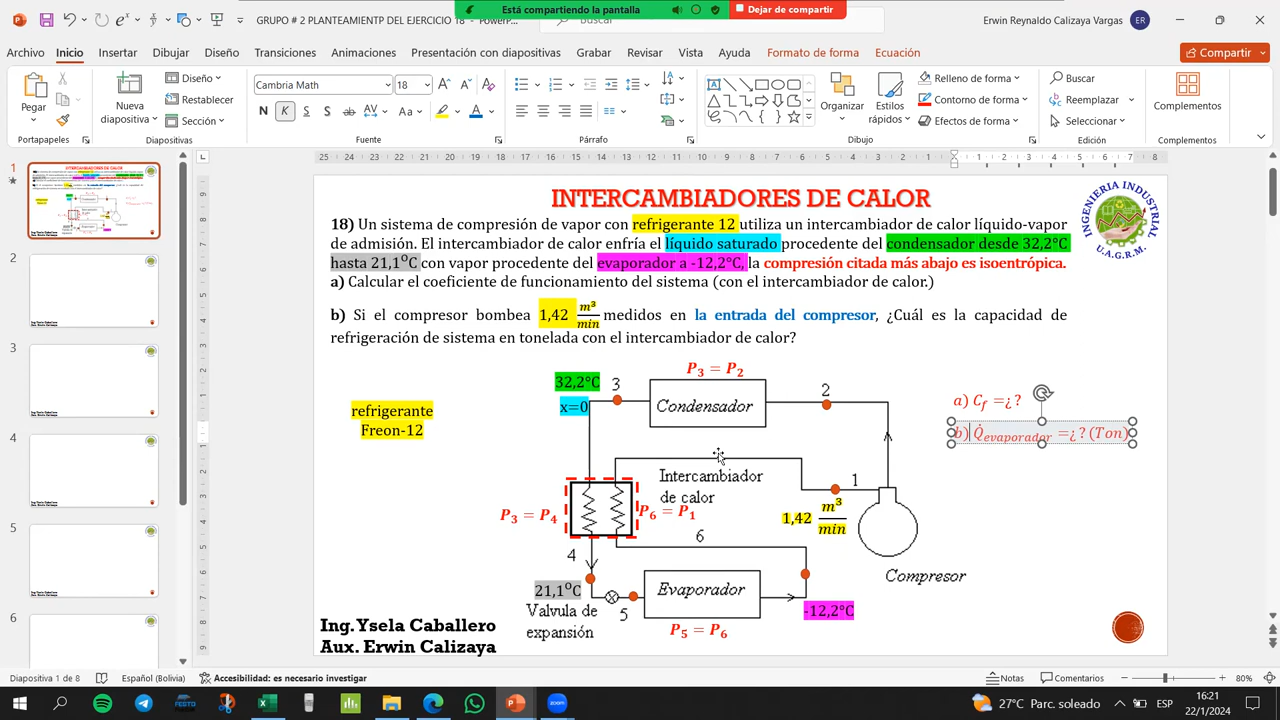 Está compartiendo la pantalla
Dejar de compartir
GRUPO # 2 PLANTEAMIENTP DEL EJERCICIO 18 - PowerP...
Buscar
Erwin Reynaldo Calizaya Vargas
ER
Archivo Inicio Insertar Dibujar Diseño Transiciones Animaciones Presentación con diapositivas Grabar Revisar Vista Ayuda Formato de forma Ecuación
Compartir
Pegar
Nueva diapositiva
Diseño
Restablecer
Sección
Cambria Math 18
N K S S ab AV Aa A
Organizar
Estilos rápidos
Relleno de forma
Contorno de forma
Efectos de forma
Buscar
Reemplazar
Seleccionar
Complementos
Portapapeles Diapositivas Fuente Párrafo Dibujo Edición Complementos
1
2
3
4
5
6
INTERCAMBIADORES DE CALOR
INGENIERIA INDUSTRIAL
U.A.G.R.M.
18) Un sistema de compresión de vapor con refrigerante 12 utiliza un intercambiador de calor líquido-vapor
de admisión. El intercambiador de calor enfría el líquido saturado procedente del condensador desde 32,2°C
hasta 21,1°C con vapor procedente del evaporador a -12,2°C, la compresión citada más abajo es isoentrópica.
a) Calcular el coeficiente de funcionamiento del sistema (con el intercambiador de calor.)
b) Si el compresor bombea 1,42 m³/min medidos en la entrada del compresor, ¿Cuál es la capacidad de
refrigeración de sistema en tonelada con el intercambiador de calor?
P₃ = P₂
32,2°C
3
2
x=0
Condensador
refrigerante
Freon-12
a) C_f =¿?
b) Q̇_evaporador =¿? (Ton)
Intercambiador
de calor
1
P₃ = P₄
P₆ = P₁
1,42 m³/min
6
4
Compresor
21,1°C
Evaporador
-12,2°C
Valvula de
expansión
5
P₅ = P₆
Ing. Ysela Caballero
Aux. Erwin Calizaya
Diapositiva 1 de 8
Español (Bolivia)
Accesibilidad: es necesario investigar
Notas
Comentarios
80%
27°C Parc. soleado
ESP
16:21
22/1/2024